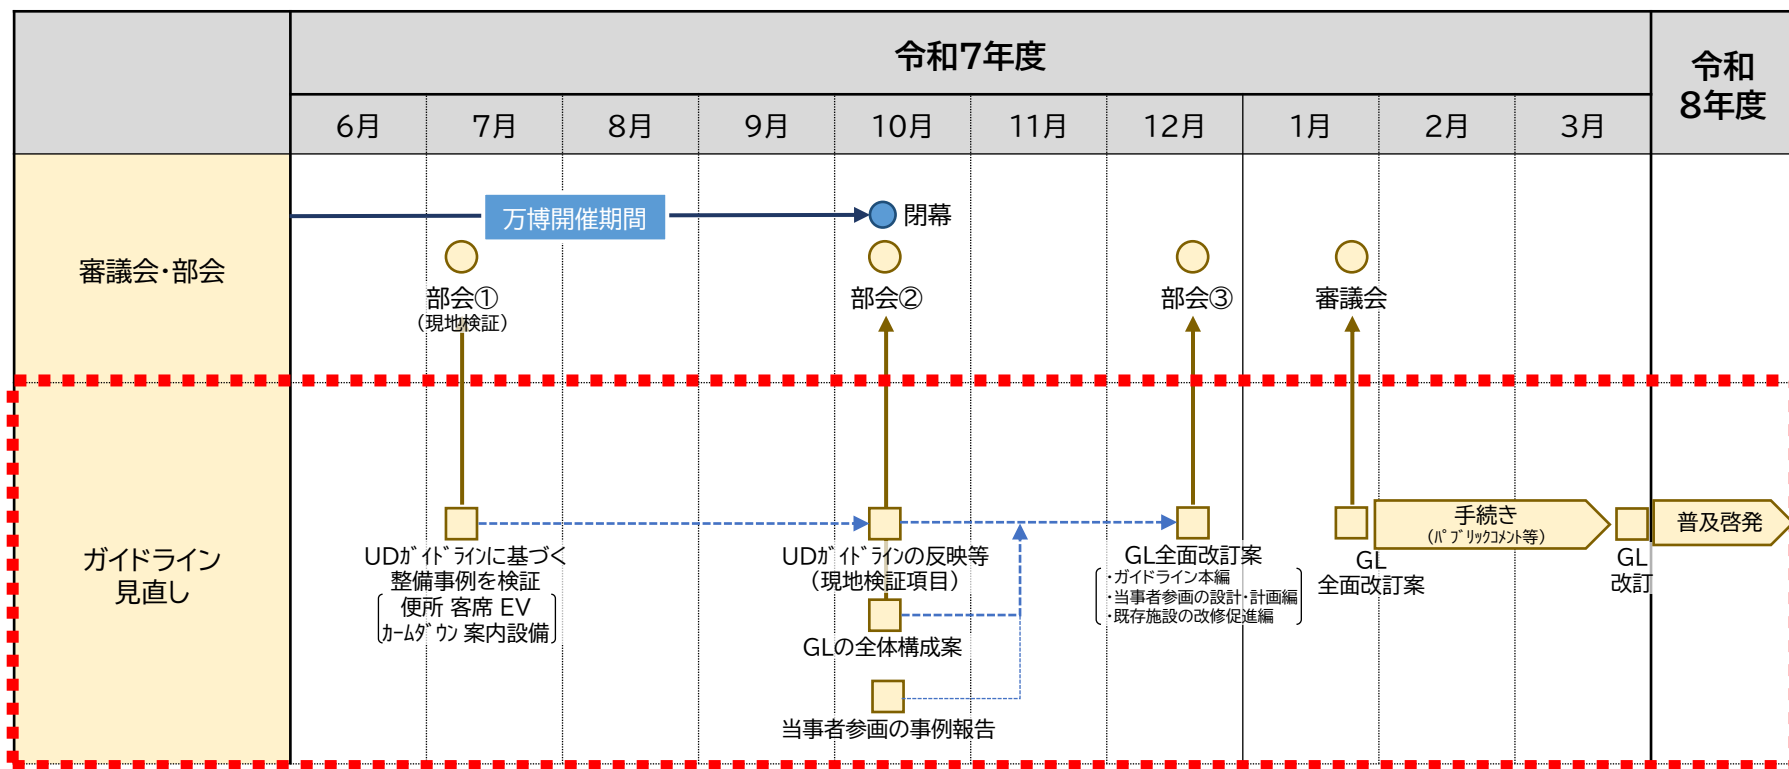 令和7年度
令和
8年度
6月
7月
8月
9月
10月
11月
12月
1月
2月
3月
審議会・部会
万博開催期間
閉幕
部会①
（現地検証）
部会②
部会③
審議会
ガイドライン
見直し
UDｶﾞｲﾄﾞﾗｲﾝに基づく
整備事例を検証
便所 客席 EV
ｶｰﾑﾀﾞｳﾝ 案内設備
UDｶﾞｲﾄﾞﾗｲﾝの反映等
（現地検証項目）
GLの全体構成案
当事者参画の事例報告
GL全面改訂案
・ガイドライン本編
・当事者参画の設計・計画編
・既存施設の改修促進編
GL
全面改訂案
手続き
(ﾊﾟﾌﾞﾘｯｸｺﾒﾝﾄ等)
GL
改訂
普及啓発